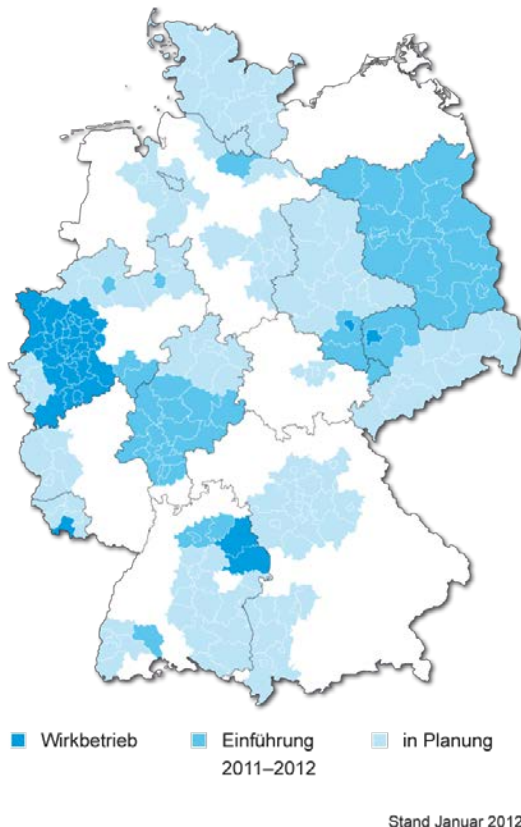 Wirkbetrieb
Einführung
2011–2012
in Planung
Stand Januar 2012